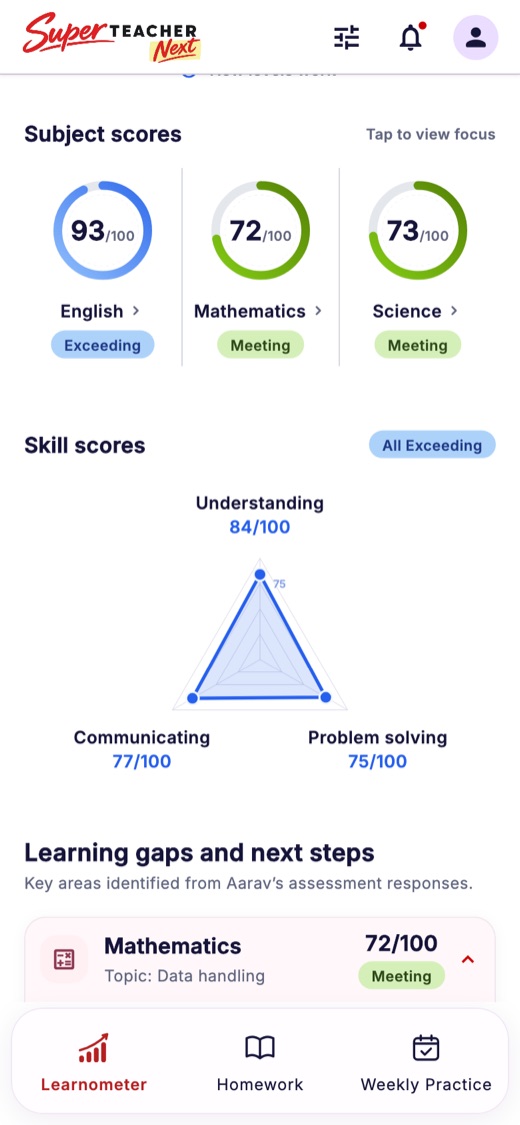 Super TEACHER
Next
Subject scores
Tap to view focus
93/100
72/100
73/100
English
Mathematics
Science
Exceeding
Meeting
Meeting
Skill scores
All Exceeding
Understanding
84/100
75
Communicating
Problem solving
77/100
75/100
Learning gaps and next steps
Key areas identified from Aarav’s assessment responses.
Mathematics
72/100
Topic: Data handling
Meeting
Learnometer
Homework
Weekly Practice